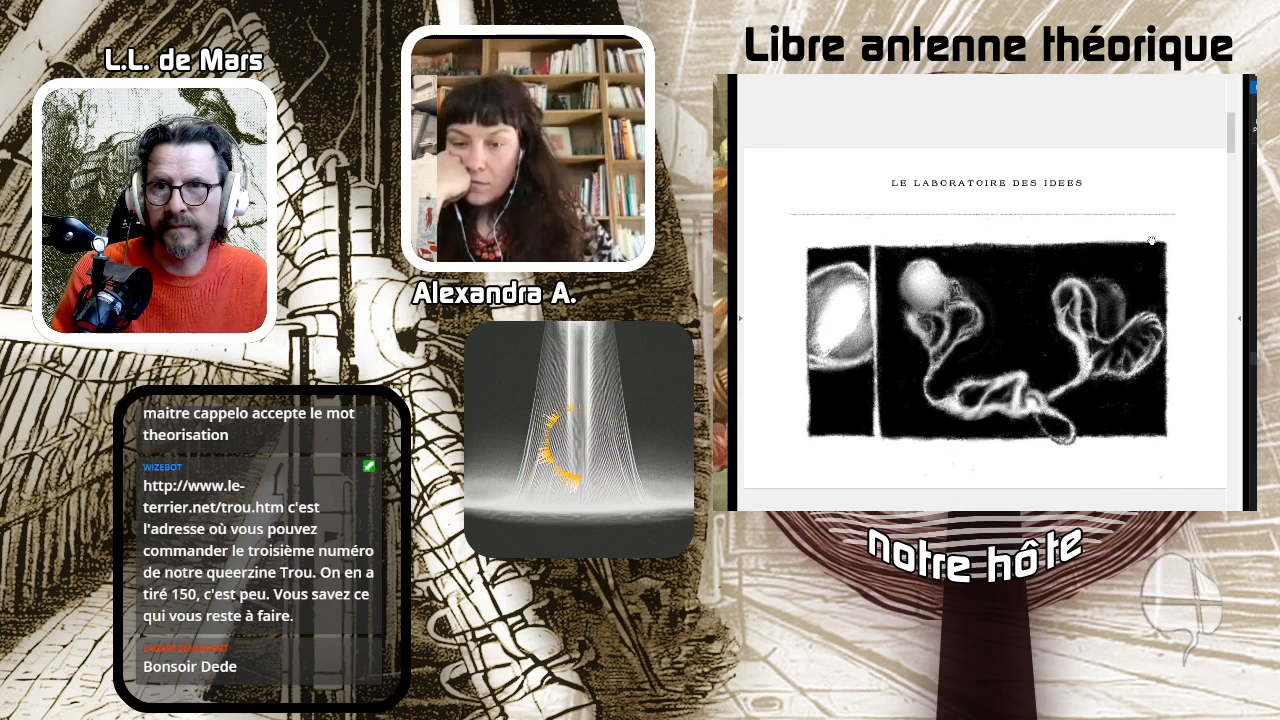 L.L. de Mars
Alexandra A.
Libre antenne théorique
LE LABORATOIRE DES IDEES
notre hôte
maitre cappelo accepte le mot
theorisation
WIZEBOT
http://www.le-
terrier.net/trou.htm c'est
l'adresse où vous pouvez
commander le troisième numéro
de notre queerzine Trou. On en a
tiré 150, c'est peu. Vous savez ce
qui vous reste à faire.
Bonsoir Dede